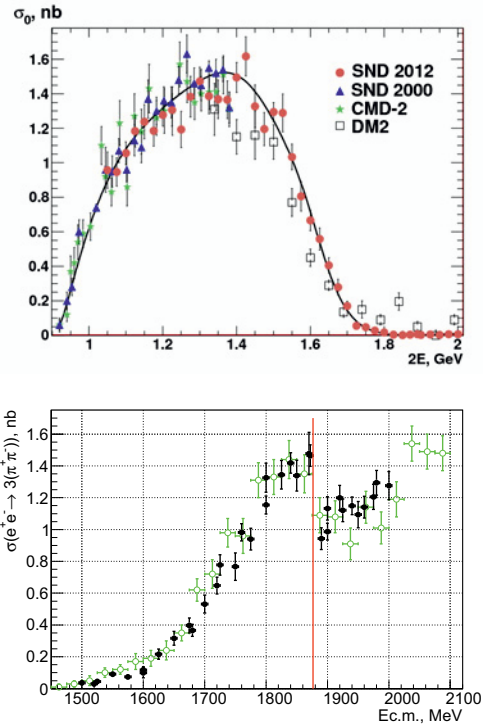 σ₀, nb
1.6
1.4
1.2
1
0.8
0.6
0.4
0.2
0
SND 2012
SND 2000
CMD-2
DM2
1 1.2 1.4 1.6 1.8 2
2E, GeV
σ(e⁺e⁻→ 3(π⁺π⁻)), nb
1.6
1.4
1.2
1
0.8
0.6
0.4
0.2
0
1500 1600 1700 1800 1900 2000 2100
Ec.m., MeV